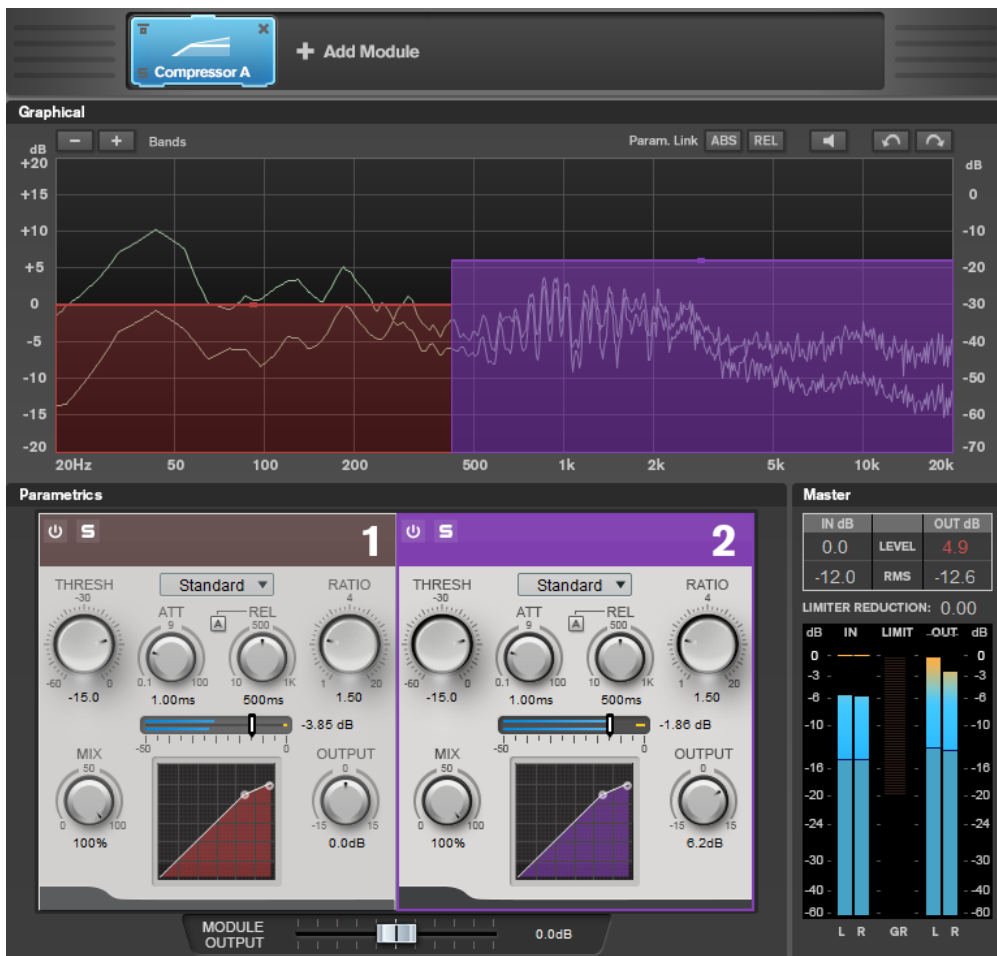 S Compressor A
+ Add Module
Graphical
- + Bands
Param. Link ABS REL
dB
+20
+15
+10
+5
0
-5
-10
-15
-20
dB
0
-10
-20
-30
-40
-50
-60
-70
20Hz 50 100 200 500 1k 2k 5k 10k 20k
Parametrics
S 1
Standard
THRESH
-30
-60 0
-15.0
ATT
9
0.1 100
1.00ms
A
REL
500
10 1K
500ms
RATIO
4
1 20
1.50
-50 0
-3.85 dB
MIX
50
0 100
100%
OUTPUT
0
-15 15
0.0dB
S 2
Standard
THRESH
-30
-60 0
-15.0
ATT
9
0.1 100
1.00ms
A
REL
500
10 1K
500ms
RATIO
4
1 20
1.50
-50 0
-1.86 dB
MIX
50
0 100
100%
OUTPUT
0
-15 15
6.2dB
MODULE
OUTPUT
0.0dB
Master
IN dB OUT dB
0.0 LEVEL 4.9
-12.0 RMS -12.6
LIMITER REDUCTION: 0.00
dB IN LIMIT OUT dB
0 0
-3 -3
-6 -6
-10 -10
-16 -16
-20 -20
-24 -24
-30 -30
-40 -40
-60 -60
L R GR L R